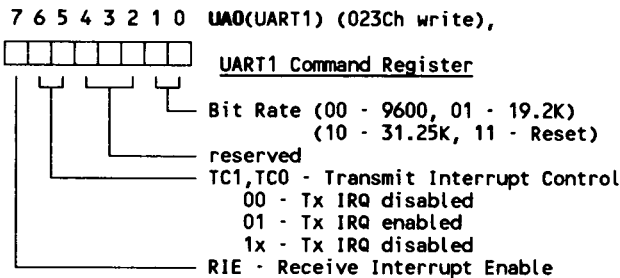 7 6 5 4 3 2 1 0 UA0(UART1) (023Ch write),
UART1 Command Register
Bit Rate (00 - 9600, 01 - 19.2K)
(10 - 31.25K, 11 - Reset)
reserved
TC1,TC0 - Transmit Interrupt Control
00 - Tx IRQ disabled
01 - Tx IRQ enabled
1x - Tx IRQ disabled
RIE - Receive Interrupt Enable